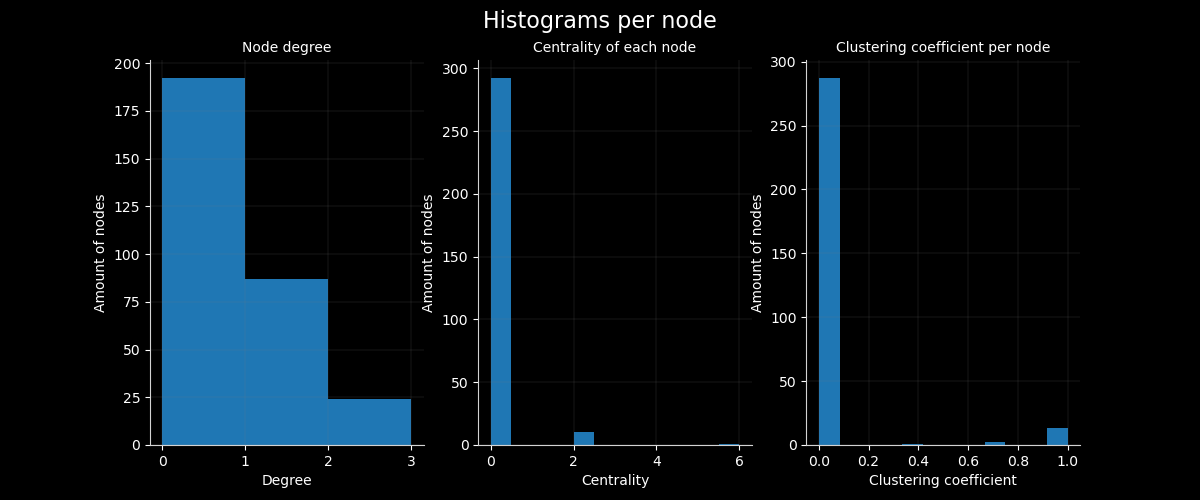 Histograms per node
Node degree
200
175
150
125
100
75
50
25
0
0 1 2 3
Amount of nodes
Degree
Centrality of each node
300
250
200
150
100
50
0
0 2 4 6
Amount of nodes
Centrality
Clustering coefficient per node
300
250
200
150
100
50
0
0.0 0.2 0.4 0.6 0.8 1.0
Amount of nodes
Clustering coefficient